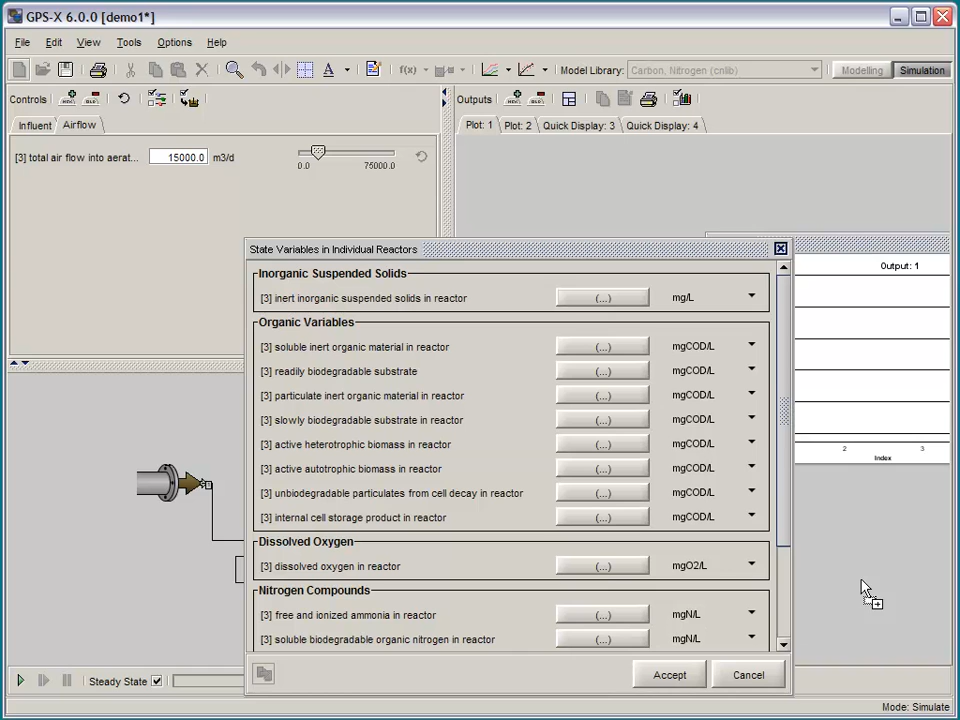 GPS-X 6.0.0 [demo1*]
File Edit View Tools Options Help
A f(x) Model Library: Carbon, Nitrogen (cnlib) Modelling Simulation
Controls
Outputs
Influent Airflow
Plot: 1 Plot: 2 Quick Display: 3 Quick Display: 4
[3] total air flow into aerat... 15000.0 m3/d
0.0 75000.0
State Variables in Individual Reactors
Output: 1
Inorganic Suspended Solids
[3] inert inorganic suspended solids in reactor (...) mg/L
Organic Variables
[3] soluble inert organic material in reactor (...) mgCOD/L
[3] readily biodegradable substrate (...) mgCOD/L
[3] particulate inert organic material in reactor (...) mgCOD/L
[3] slowly biodegradable substrate in reactor (...) mgCOD/L
[3] active heterotrophic biomass in reactor (...) mgCOD/L
[3] active autotrophic biomass in reactor (...) mgCOD/L
[3] unbiodegradable particulates from cell decay in reactor (...) mgCOD/L
[3] internal cell storage product in reactor (...) mgCOD/L
2 3
Index
Dissolved Oxygen
[3] dissolved oxygen in reactor (...) mgO2/L
Nitrogen Compounds
[3] free and ionized ammonia in reactor (...) mgN/L
[3] soluble biodegradable organic nitrogen in reactor (...) mgN/L
Accept Cancel
Steady State
Mode: Simulate